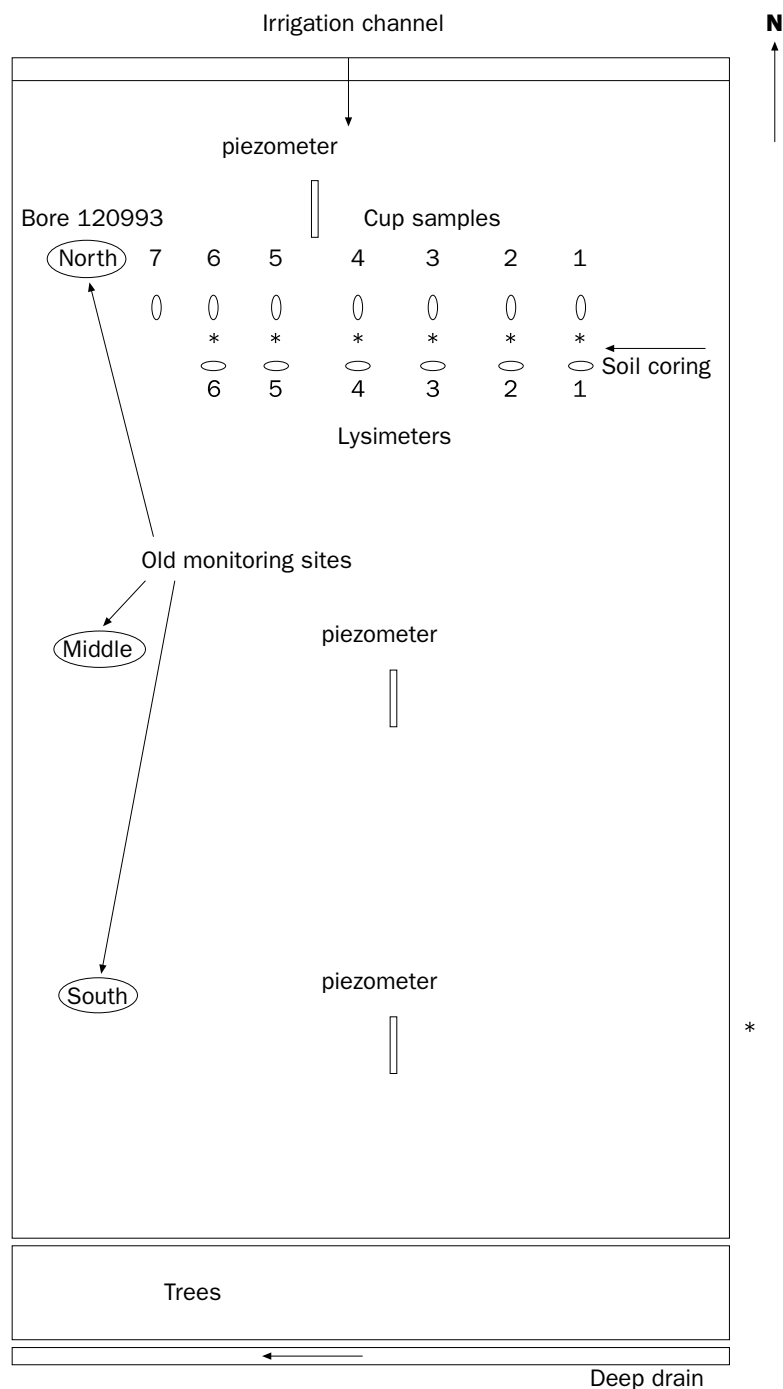 Irrigation channel
N
piezometer
Bore 120993
Cup samples
North 7 6 5 4 3 2 1
* * * * * *
Soil coring
6 5 4 3 2 1
Lysimeters
Old monitoring sites
piezometer
Middle
piezometer
South
*
Trees
Deep drain